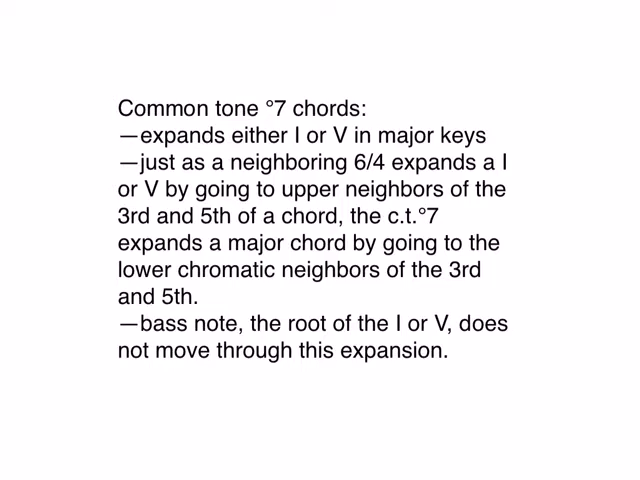 Common tone °7 chords:
—expands either I or V in major keys
—just as a neighboring 6/4 expands a I
or V by going to upper neighbors of the
3rd and 5th of a chord, the c.t.°7
expands a major chord by going to the
lower chromatic neighbors of the 3rd
and 5th.
—bass note, the root of the I or V, does
not move through this expansion.